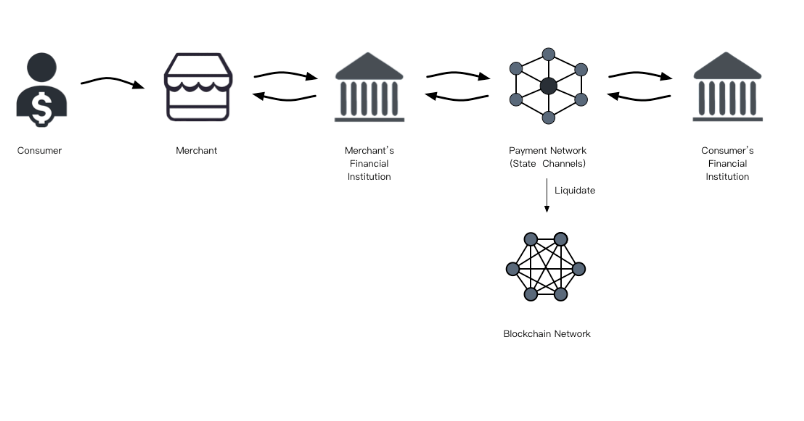 $
Consumer
Merchant
Merchant's
Financial
Institution
Payment Network
(State Channels)
Consumer's
Financial
Institution
Liquidate
Blockchain Network